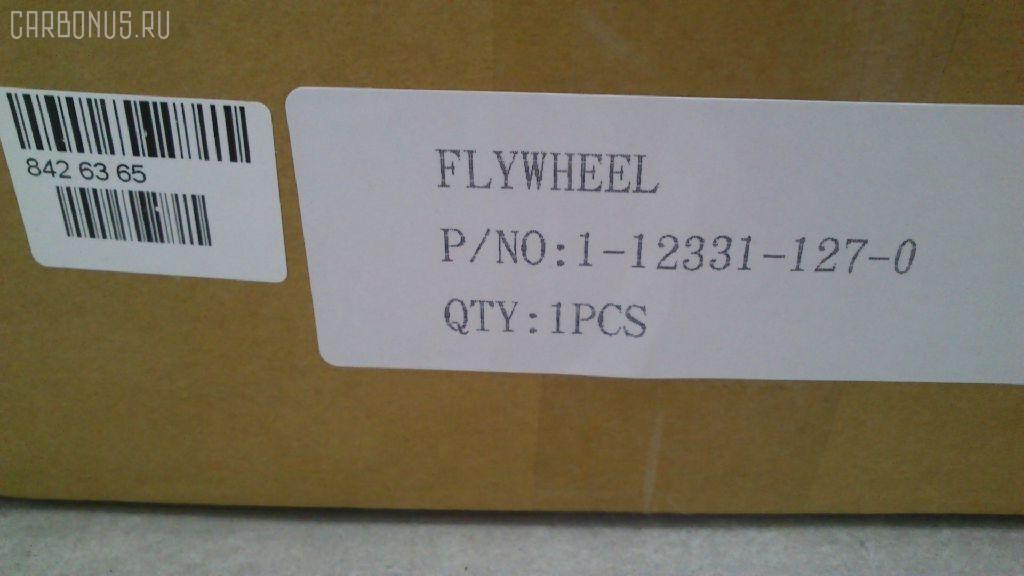 CARBONUS.RU
842 63 65
FLYWHEEL
P/NO:1-12331-127-0
QTY:1PCS